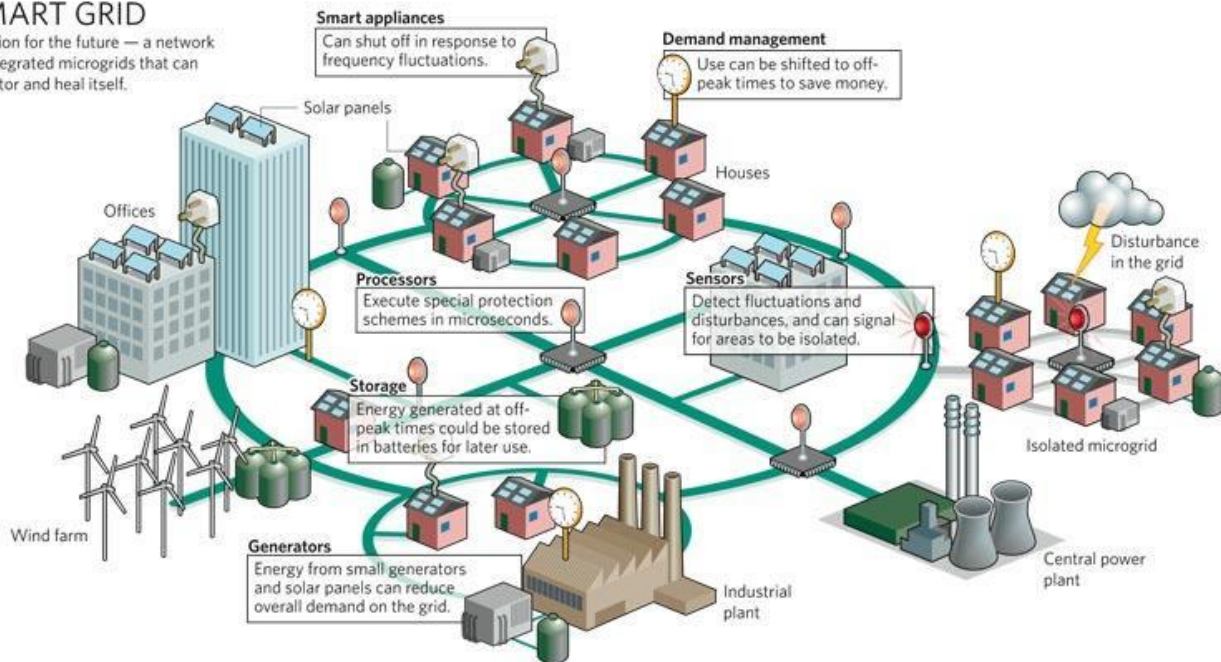 MART GRID
ion for the future — a network
egrated microgrids that can
tor and heal itself.
Smart appliances
Can shut off in response to
frequency fluctuations.
Demand management
Use can be shifted to off-
peak times to save money.
Solar panels
Houses
Offices
Disturbance
in the grid
Processors
Execute special protection
schemes in microseconds.
Sensors
Detect fluctuations and
disturbances, and can signal
for areas to be isolated.
Storage
Energy generated at off-
peak times could be stored
in batteries for later use.
Isolated microgrid
Wind farm
Generators
Energy from small generators
and solar panels can reduce
overall demand on the grid.
Industrial
plant
Central power
plant